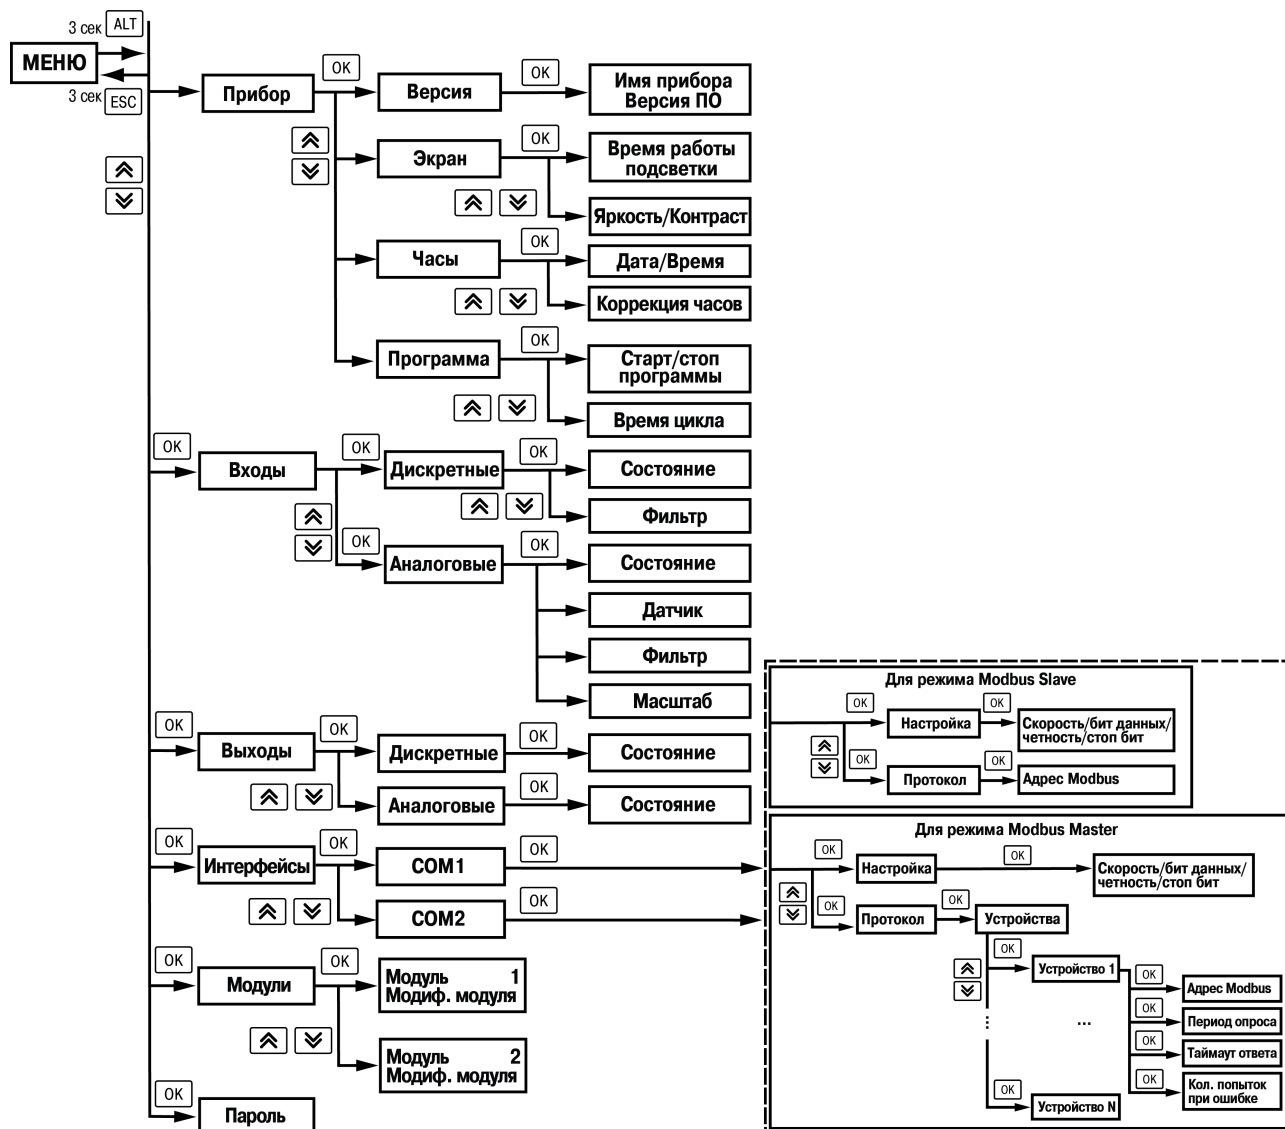 3 сек ALT
МЕНЮ
3 сек ESC
Прибор
OK
Версия
OK
Имя прибора
Версия ПО
Экран
OK
Время работы
подсветки
Яркость/Контраст
Часы
OK
Дата/Время
Коррекция часов
Программа
OK
Старт/стоп
программы
Время цикла
OK
Входы
OK
Дискретные
OK
Состояние
Фильтр
OK
Аналоговые
OK
Состояние
Датчик
Фильтр
Масштаб
OK
Выходы
OK
Дискретные
OK
Состояние
Аналоговые
OK
Состояние
OK
Интерфейсы
OK
COM1
OK
COM2
OK
OK
Модули
OK
Модуль 1
Модиф. модуля
Модуль 2
Модиф. модуля
OK
Пароль
Для режима Modbus Slave
OK
Настройка
OK
Скорость/бит данных/
четность/стоп бит
OK
Протокол
OK
Адрес Modbus
Для режима Modbus Master
OK
Настройка
OK
Скорость/бит данных/
четность/стоп бит
OK
Протокол
OK
Устройства
OK
Устройство 1
OK
Адрес Modbus
OK
Период опроса
...
OK
Таймаут ответа
OK
Кол. попыток
при ошибке
OK
Устройство N